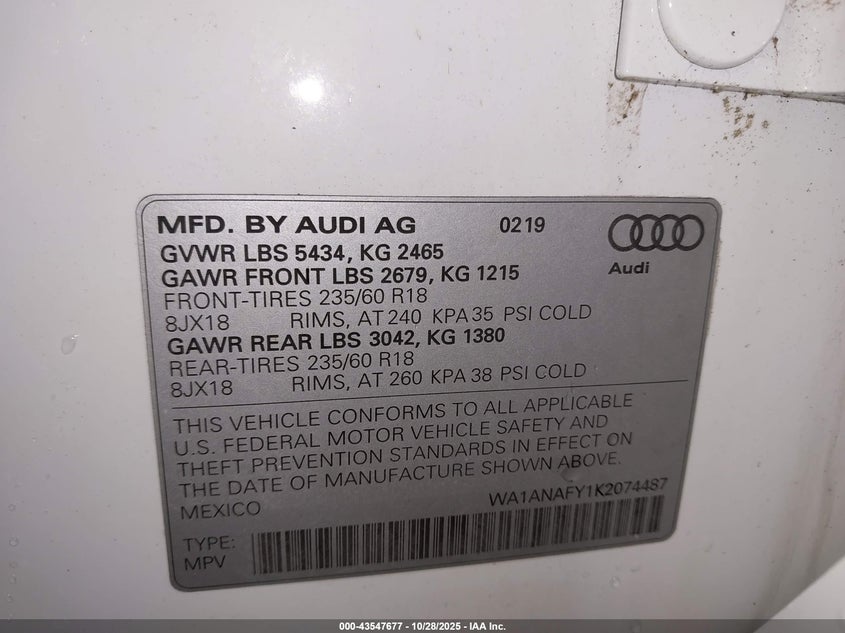 MFD. BY AUDI AG 0219
GVWR LBS 5434, KG 2465
Audi
GAWR FRONT LBS 2679, KG 1215
FRONT-TIRES 235/60 R18
8JX18 RIMS, AT 240 KPA 35 PSI COLD
GAWR REAR LBS 3042, KG 1380
REAR-TIRES 235/60 R18
8JX18 RIMS, AT 260 KPA 38 PSI COLD
THIS VEHICLE CONFORMS TO ALL APPLICABLE
U.S. FEDERAL MOTOR VEHICLE SAFETY AND
THEFT PREVENTION STANDARDS IN EFFECT ON
THE DATE OF MANUFACTURE SHOWN ABOVE.
MEXICO WA1ANAFY1K2074487
TYPE:
MPV
000-43547677 - 10/28/2025 - IAA Inc.